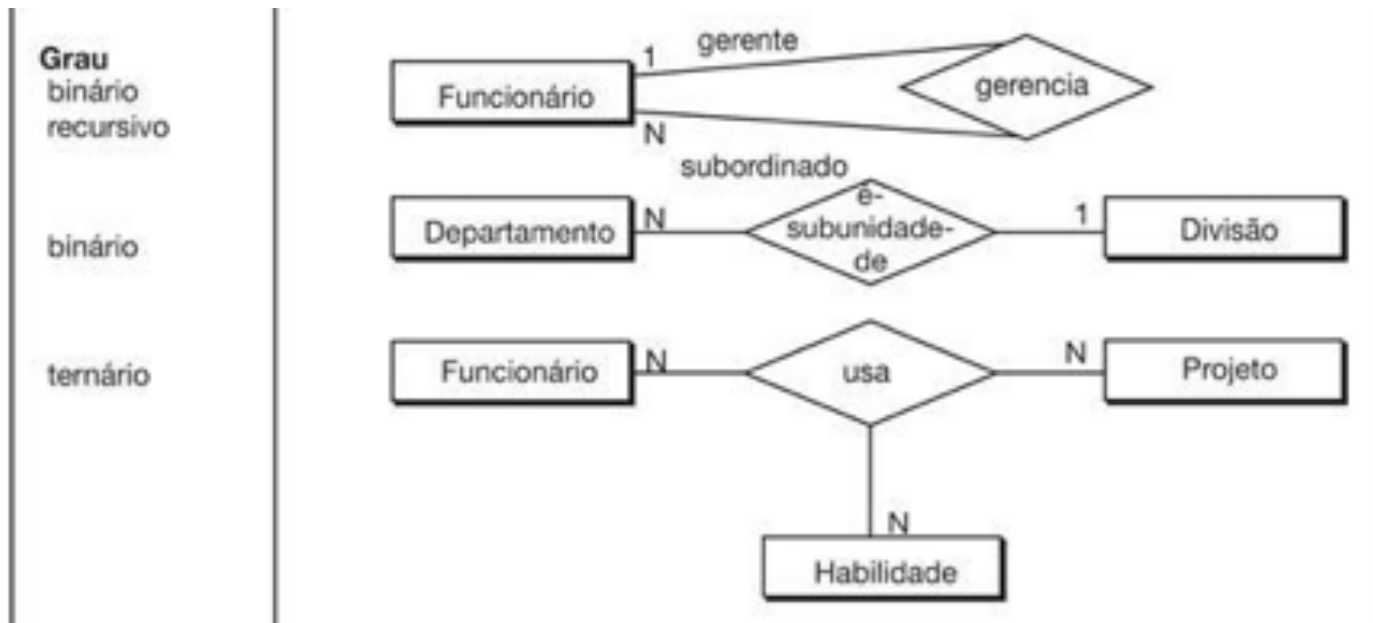 Grau
binário
recursivo
Funcionário
1
gerente
gerencia
N
subordinado
binário
Departamento
N
é-
subunidade-
de
1
Divisão
ternário
Funcionário
N
usa
N
Projeto
N
Habilidade